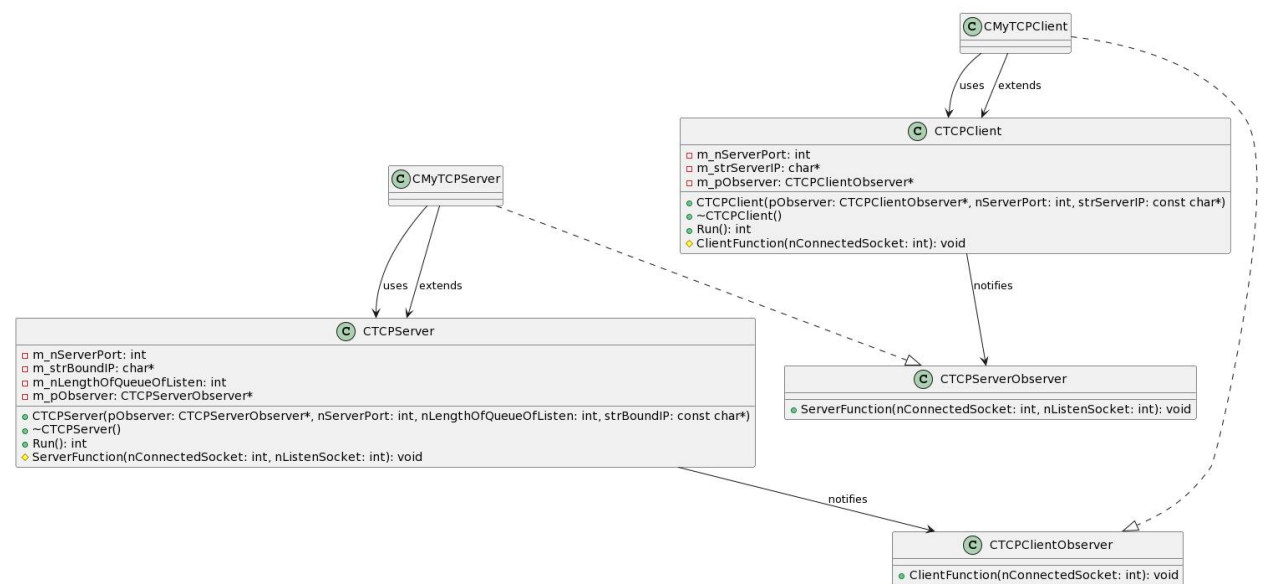 C CMyTCPClient
uses
extends
C CTCPClient
m_nServerPort: int
m_strServerIP: char*
m_pObserver: CTCPClientObserver*
CTCPClient(pObserver: CTCPClientObserver*, nServerPort: int, strServerIP: const char*)
~CTCPClient()
Run(): int
ClientFunction(nConnectedSocket: int): void
C CMyTCPServer
notifies
uses
extends
C CTCPServer
m_nServerPort: int
m_strBoundIP: char*
m_nLengthOfQueueOfListen: int
m_pObserver: CTCPServerObserver*
CTCPServer(pObserver: CTCPServerObserver*, nServerPort: int, nLengthOfQueueOfListen: int, strBoundIP: const char*)
~CTCPServer()
Run(): int
ServerFunction(nConnectedSocket: int, nListenSocket: int): void
C CTCPServerObserver
ServerFunction(nConnectedSocket: int, nListenSocket: int): void
notifies
C CTCPClientObserver
ClientFunction(nConnectedSocket: int): void